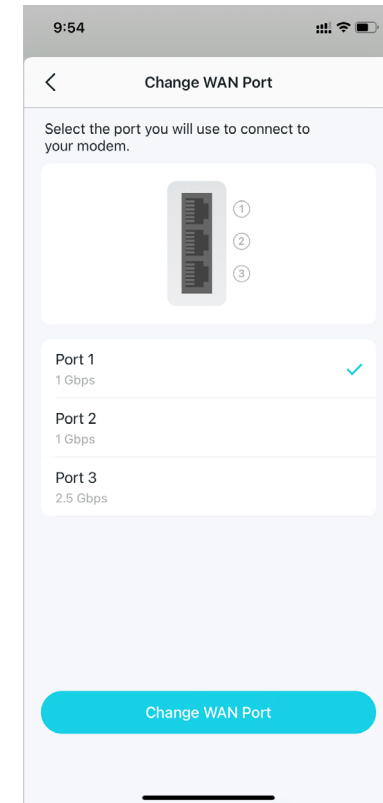 9:54
Change WAN Port
Select the port you will use to connect to
your modem.
1
2
3
Port 1
1 Gbps
Port 2
1 Gbps
Port 3
2.5 Gbps
Change WAN Port